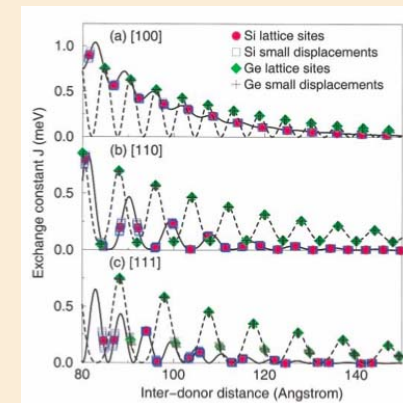 Si lattice sites
Si small displacements
Ge lattice sites
Ge small displacements
(a) [100]
1.0
0.5
0.0
(b) [110]
0.5
0.0
(c) [111]
0.5
0.0
Exchange constant J (meV)
80 100 120 140
Inter-donor distance (Angstrom)